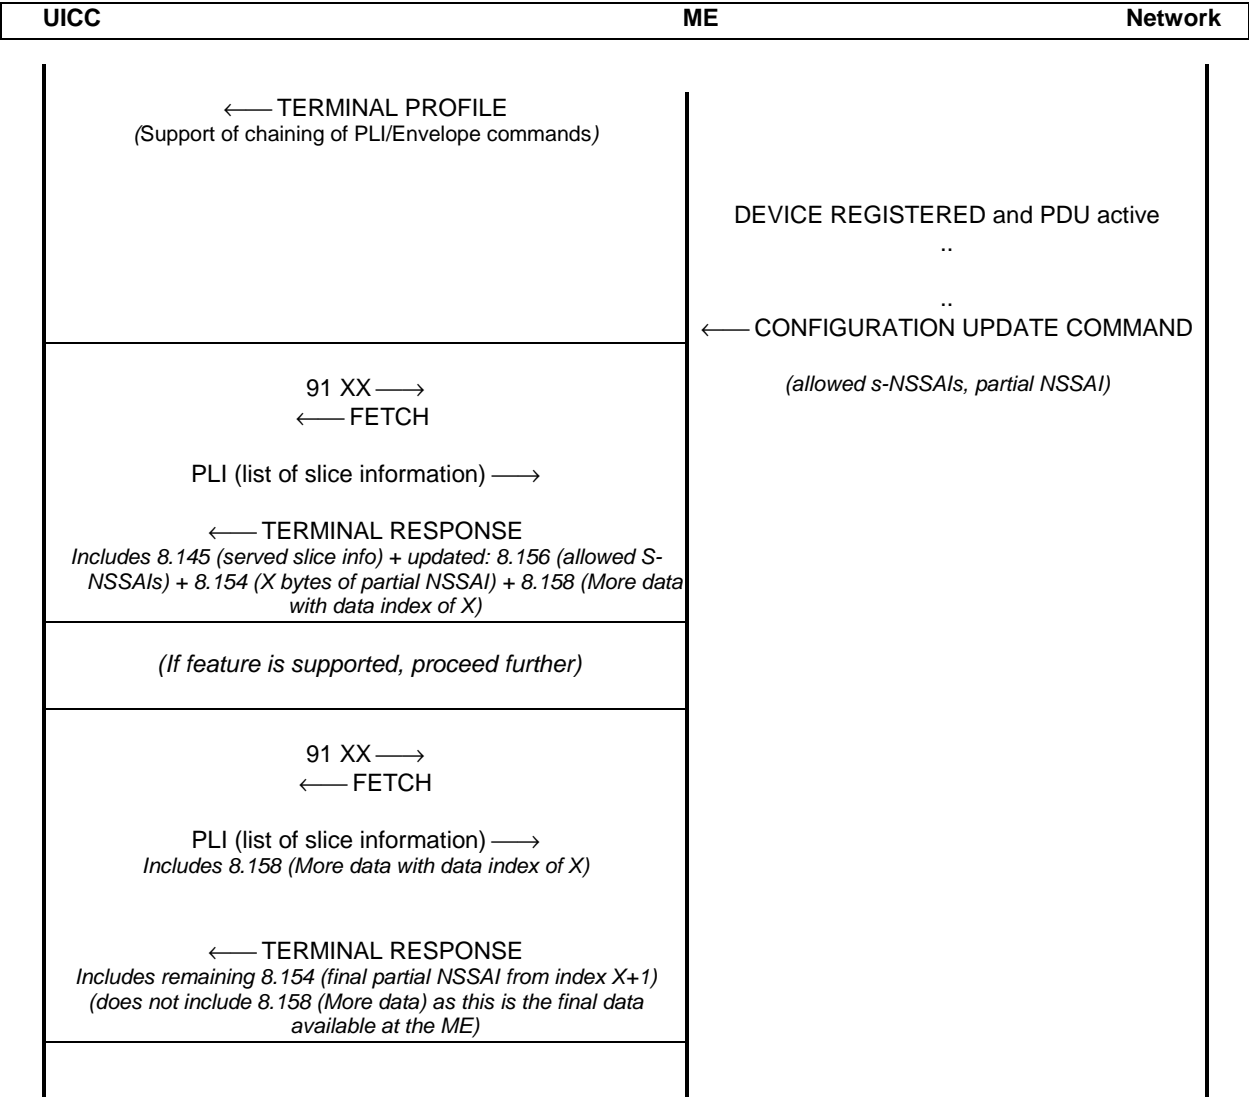 UICC ME Network
⟵ TERMINAL PROFILE
(Support of chaining of PLI/Envelope commands)
DEVICE REGISTERED and PDU active
..
..
⟵ CONFIGURATION UPDATE COMMAND
(allowed s-NSSAIs, partial NSSAI)
91 XX ⟶
⟵ FETCH
PLI (list of slice information) ⟶
⟵ TERMINAL RESPONSE
Includes 8.145 (served slice info) + updated: 8.156 (allowed S-
NSSAIs) + 8.154 (X bytes of partial NSSAI) + 8.158 (More data
with data index of X)
(If feature is supported, proceed further)
91 XX ⟶
⟵ FETCH
PLI (list of slice information) ⟶
Includes 8.158 (More data with data index of X)
⟵ TERMINAL RESPONSE
Includes remaining 8.154 (final partial NSSAI from index X+1)
(does not include 8.158 (More data) as this is the final data
available at the ME)